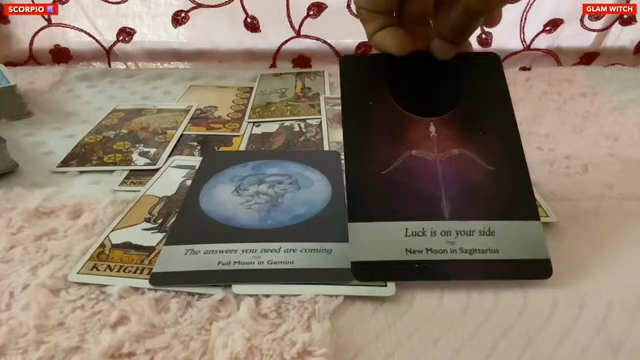 SCORPIO ♏
GLAM WITCH
Luck is on your side
New Moon in Sagittarius
The answers you need are coming
Full Moon in Gemini
KNIGHT